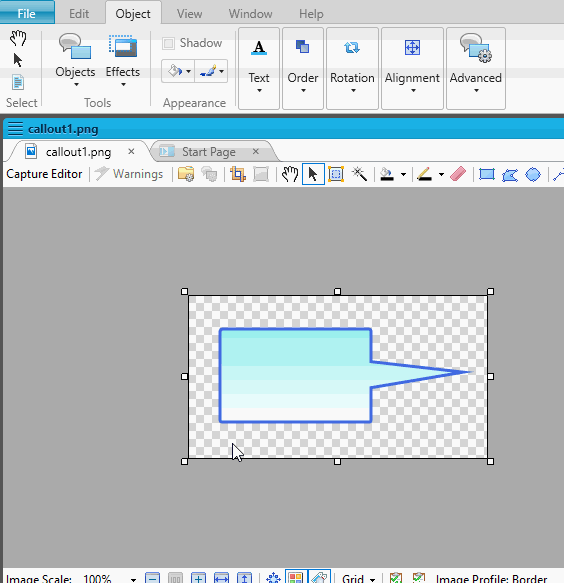 File Edit Object View Window Help
Shadow
Objects Effects Text Order Rotation Alignment Advanced
Select Tools Appearance
callout1.png
callout1.png × Start Page ×
Capture Editor Warnings
Image Scale: 100% Grid Image Profile: Border